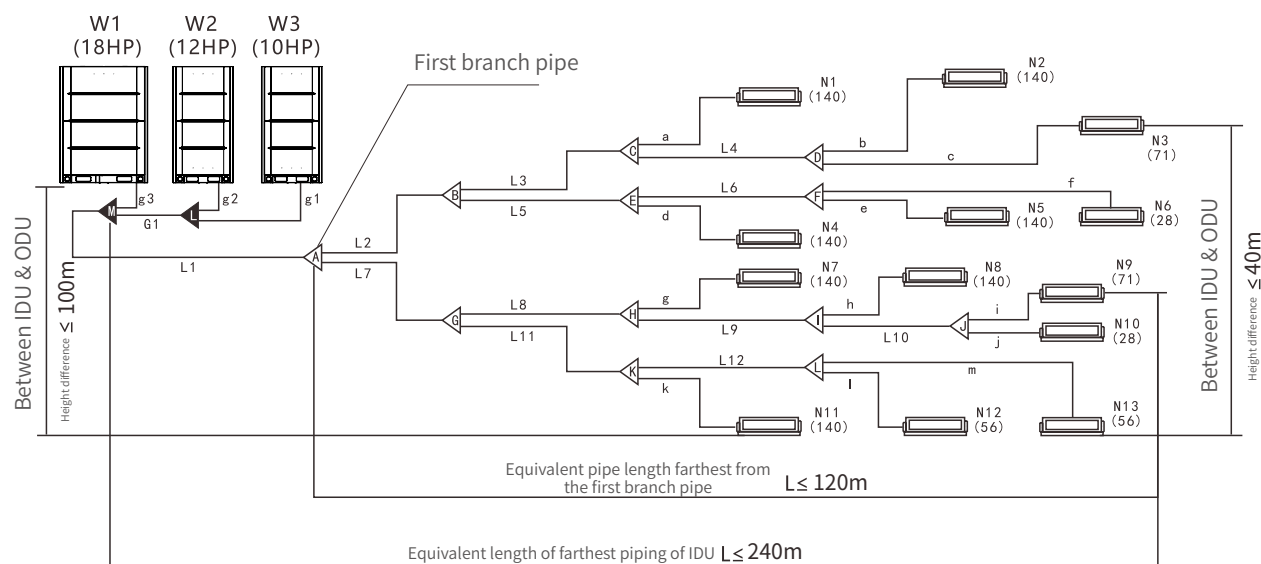 W1
(18HP)
W2
(12HP)
W3
(10HP)
First branch pipe
N1
(140)
N2
(140)
N3
(71)
a
b
c
C
L4
D
L3
B
L5
E
L6
F
f
d
e
N4
(140)
N5
(140)
N6
(28)
g3
g2
g1
M
L
G1
L1
A
L2
L7
N7
(140)
N8
(140)
N9
(71)
g
h
i
L8
G
L11
H
L9
I
L10
J
j
N10
(28)
K
L12
L
m
k
l
N11
(140)
N12
(56)
N13
(56)
Between IDU & ODU
Height difference ≤ 100m
Between IDU & ODU
Height difference ≤40m
Equivalent pipe length farthest from
the first branch pipe L≤ 120m
Equivalent length of farthest piping of IDU L≤240m